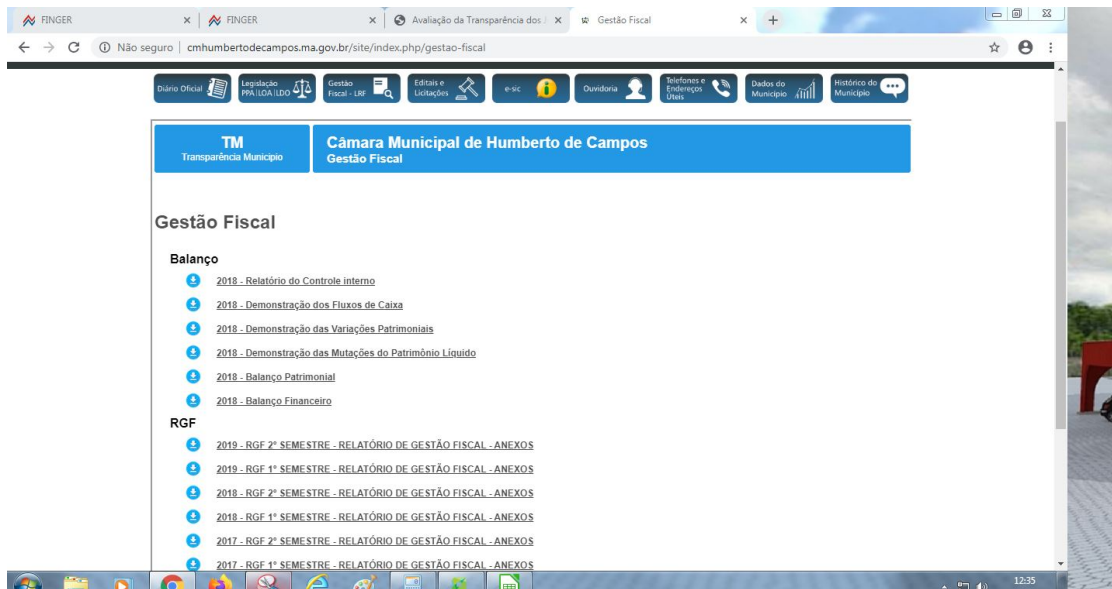 FINGER
FINGER
Avaliação da Transparência dos
Gestão Fiscal
Não seguro
cmhumbertodecampos.ma.gov.br/site/index.php/gestao-fiscal
Diário Oficial
Legislação
PPA|LOA|LDO
Gestão
Fiscal - LRF
Editais e
Licitações
e-sic
Ouvidoria
Telefones e
Endereços
Úteis
Dados do
Município
Histórico do
Município
TM
Transparência Municipio
Câmara Municipal de Humberto de Campos
Gestão Fiscal
Gestão Fiscal
Balanço
2018 - Relatório do Controle interno
2018 - Demonstração dos Fluxos de Caixa
2018 - Demonstração das Variações Patrimoniais
2018 - Demonstração das Mutações do Patrimônio Líquido
2018 - Balanço Patrimonial
2018 - Balanço Financeiro
RGF
2019 - RGF 2º SEMESTRE - RELATÓRIO DE GESTÃO FISCAL - ANEXOS
2019 - RGF 1º SEMESTRE - RELATÓRIO DE GESTÃO FISCAL - ANEXOS
2018 - RGF 2º SEMESTRE - RELATÓRIO DE GESTÃO FISCAL - ANEXOS
2018 - RGF 1º SEMESTRE - RELATÓRIO DE GESTÃO FISCAL - ANEXOS
2017 - RGF 2º SEMESTRE - RELATÓRIO DE GESTÃO FISCAL - ANEXOS
2017 - RGF 1º SEMESTRE - RELATÓRIO DE GESTÃO FISCAL - ANEXOS
12:35